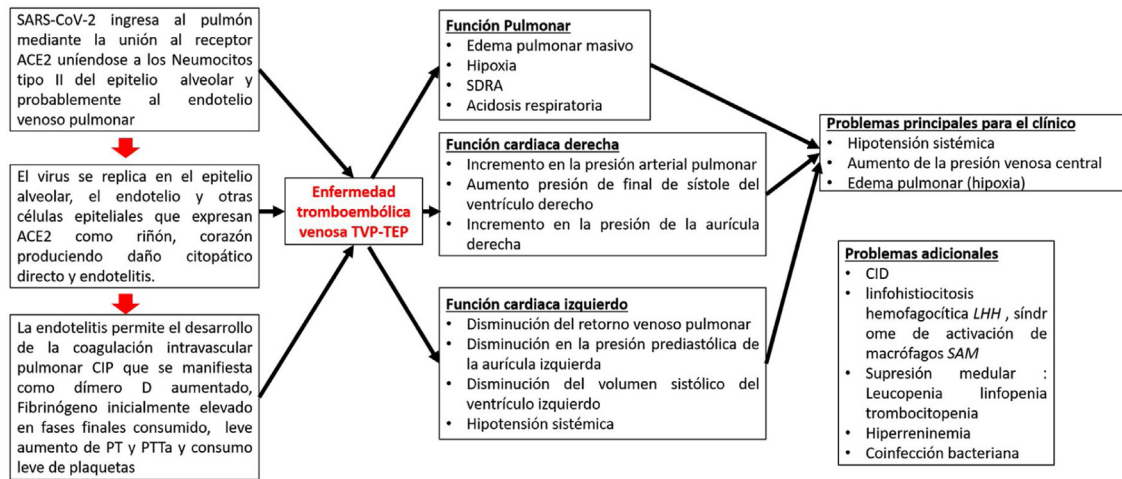 SARS-CoV-2 ingresa al pulmón
mediante la unión al receptor
ACE2 uniéndose a los Neumocitos
tipo II del epitelio alveolar y
probablemente al endotelio
venoso pulmonar
El virus se replica en el epitelio
alveolar, el endotelio y otras
células epiteliales que expresan
ACE2 como riñón, corazón
produciendo daño citopático
directo y endotelitis.
La endotelitis permite el desarrollo
de la coagulación intravascular
pulmonar CIP que se manifiesta
como dímero D aumentado,
Fibrinógeno inicialmente elevado
en fases finales consumido, leve
aumento de PT y PTTa y consumo
leve de plaquetas
Enfermedad
tromboembólica
venosa TVP-TEP
Función Pulmonar
• Edema pulmonar masivo
• Hipoxia
• SDRA
• Acidosis respiratoria
Función cardiaca derecha
• Incremento en la presión arterial pulmonar
• Aumento presión de final de sístole del
ventrículo derecho
• Incremento en la presión de la aurícula
derecha
Función cardiaca izquierdo
• Disminución del retorno venoso pulmonar
• Disminución en la presión prediastólica de
la aurícula izquierda
• Disminución del volumen sistólico del
ventrículo izquierdo
• Hipotensión sistémica
Problemas principales para el clínico
• Hipotensión sistémica
• Aumento de la presión venosa central
• Edema pulmonar (hipoxia)
Problemas adicionales
• CID
• linfohistiocitosis
hemofagocítica LHH , síndr
ome de activación de
macrófagos SAM
• Supresión medular :
Leucopenia linfopenia
trombocitopenia
• Hiperreninemia
• Coinfección bacteriana